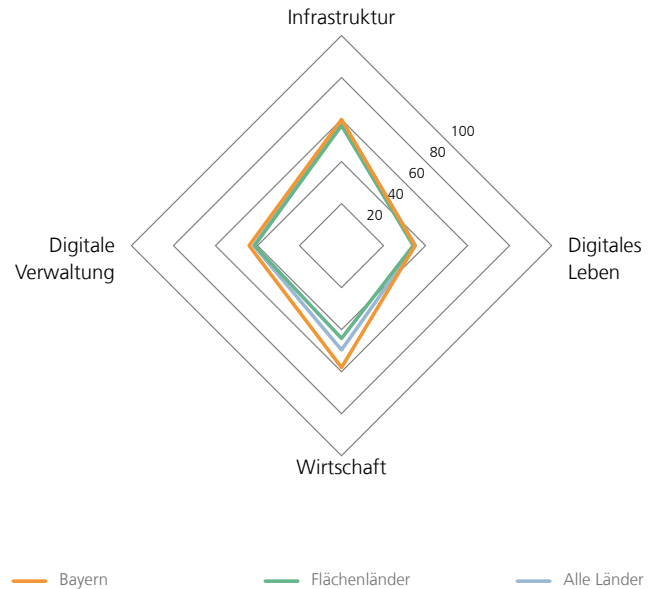 Infrastruktur
100
80
60
40
20
Digitale
Verwaltung
Digitales
Leben
Wirtschaft
Bayern Flächenländer Alle Länder